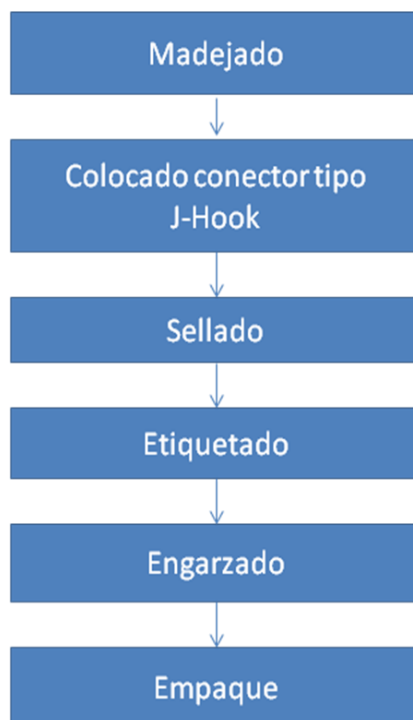 Madejado
Colocado conector tipo
J-Hook
Sellado
Etiquetado
Engarzado
Empaque